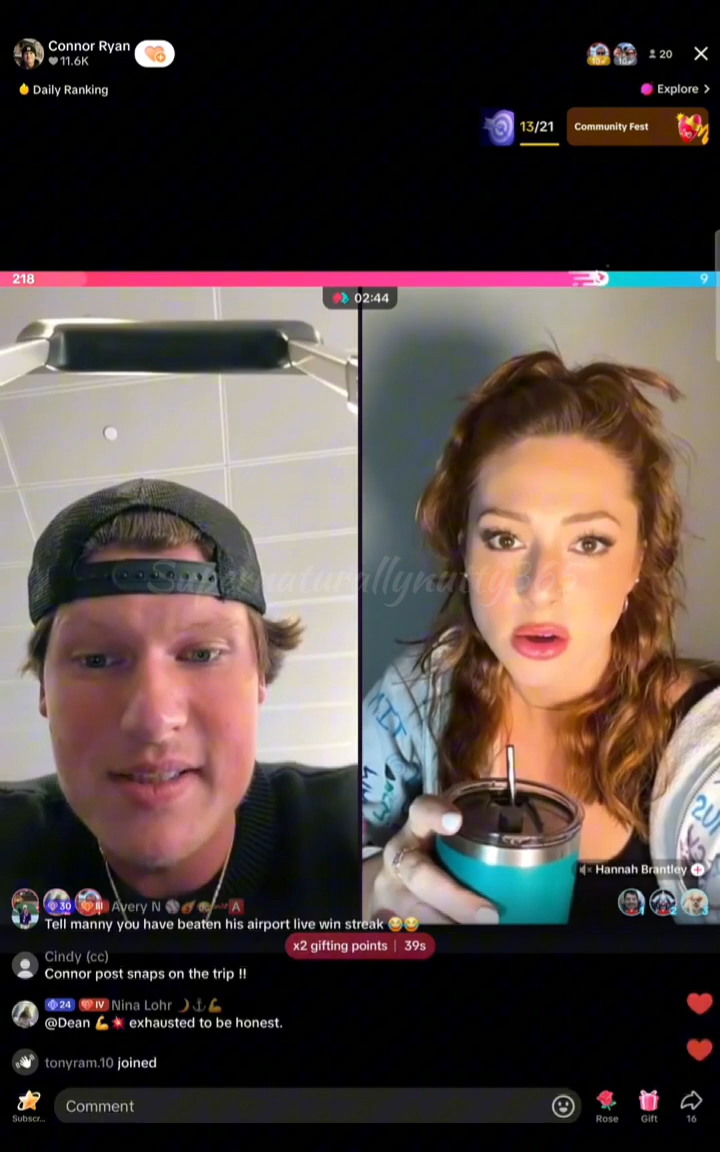 Connor Ryan
11.6K
20
Daily Ranking
Explore >
13/21
Community Fest
218
9
02:44
Supernaturallynutty365
Hannah Brantley
30 III Avery N A
Tell manny you have beaten his airport live win streak 😂😂
x2 gifting points | 39s
Cindy (cc)
Connor post snaps on the trip !!
24 IV Nina Lohr 🌙⚓💪
@Dean 💪💥 exhausted to be honest.
tonyram.10 joined
Subscr...
Comment
Rose
Gift
16